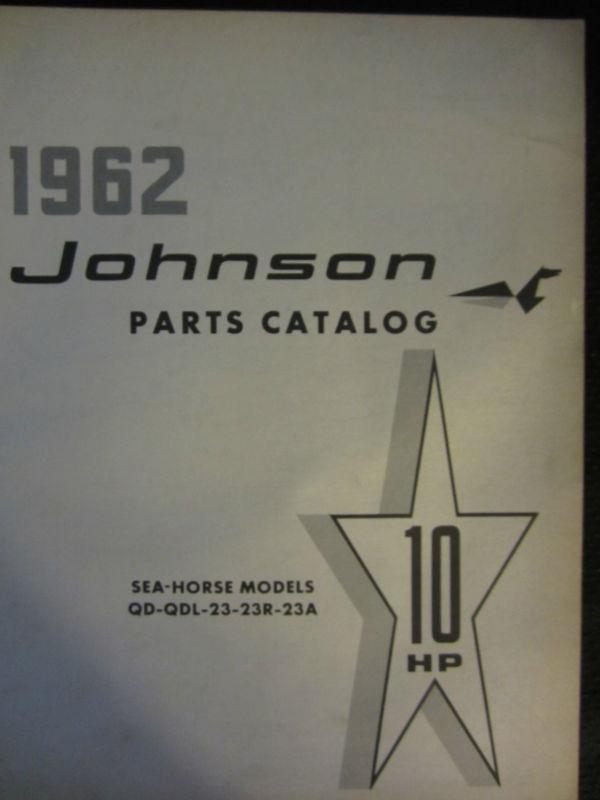 1962
Johnson
PARTS CATALOG
SEA-HORSE MODELS
QD-QDL-23-23R-23A
10
HP